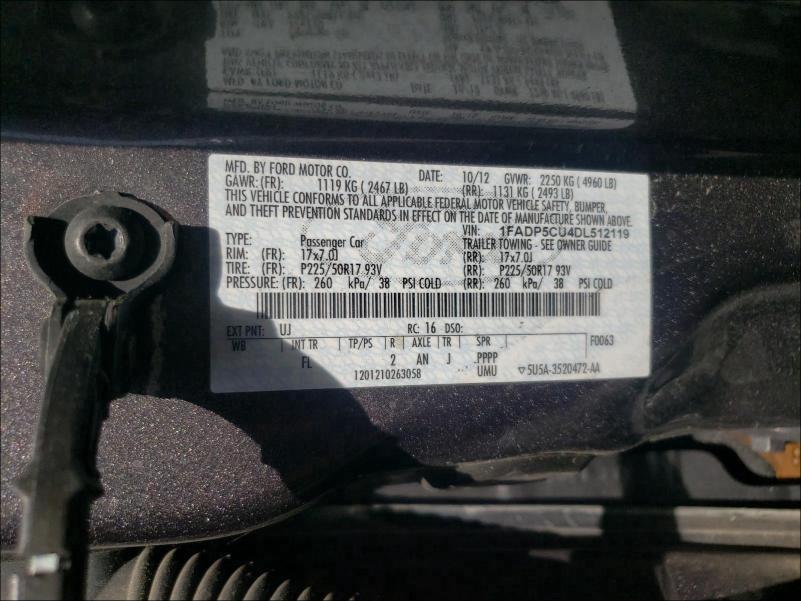 MFD. BY FORD MOTOR CO. DATE: 10/12 GVWR: 2250 KG ( 4960 LB)
GAWR: (FR): 1119 KG ( 2467 LB) (RR): 1131 KG ( 2493 LB)
THIS VEHICLE CONFORMS TO ALL APPLICABLE FEDERAL MOTOR VEHICLE SAFETY, BUMPER,
AND THEFT PREVENTION STANDARDS IN EFFECT ON THE DATE OF MANUFACTURE SHOWN ABOVE.
VIN: 1FADP5CU4DL512119
TYPE: Passenger Car TRAILER TOWING - SEE OWNER GUIDE
RIM: (FR): 17x7.0J (RR): 17x7.0J
TIRE: (FR): P225/50R17 93V (RR): P225/50R17 93V
PRESSURE: (FR): 260 kPa/ 38 PSI COLD (RR): 260 kPa/ 38 PSI COLD
EXT PNT: UJ RC: 16 DSO:
WB INT TR TP/PS R AXLE TR SPR F0063
FL 2 AN J PPPP
1201210263058 UMU ▽5U5A-3520472-AA